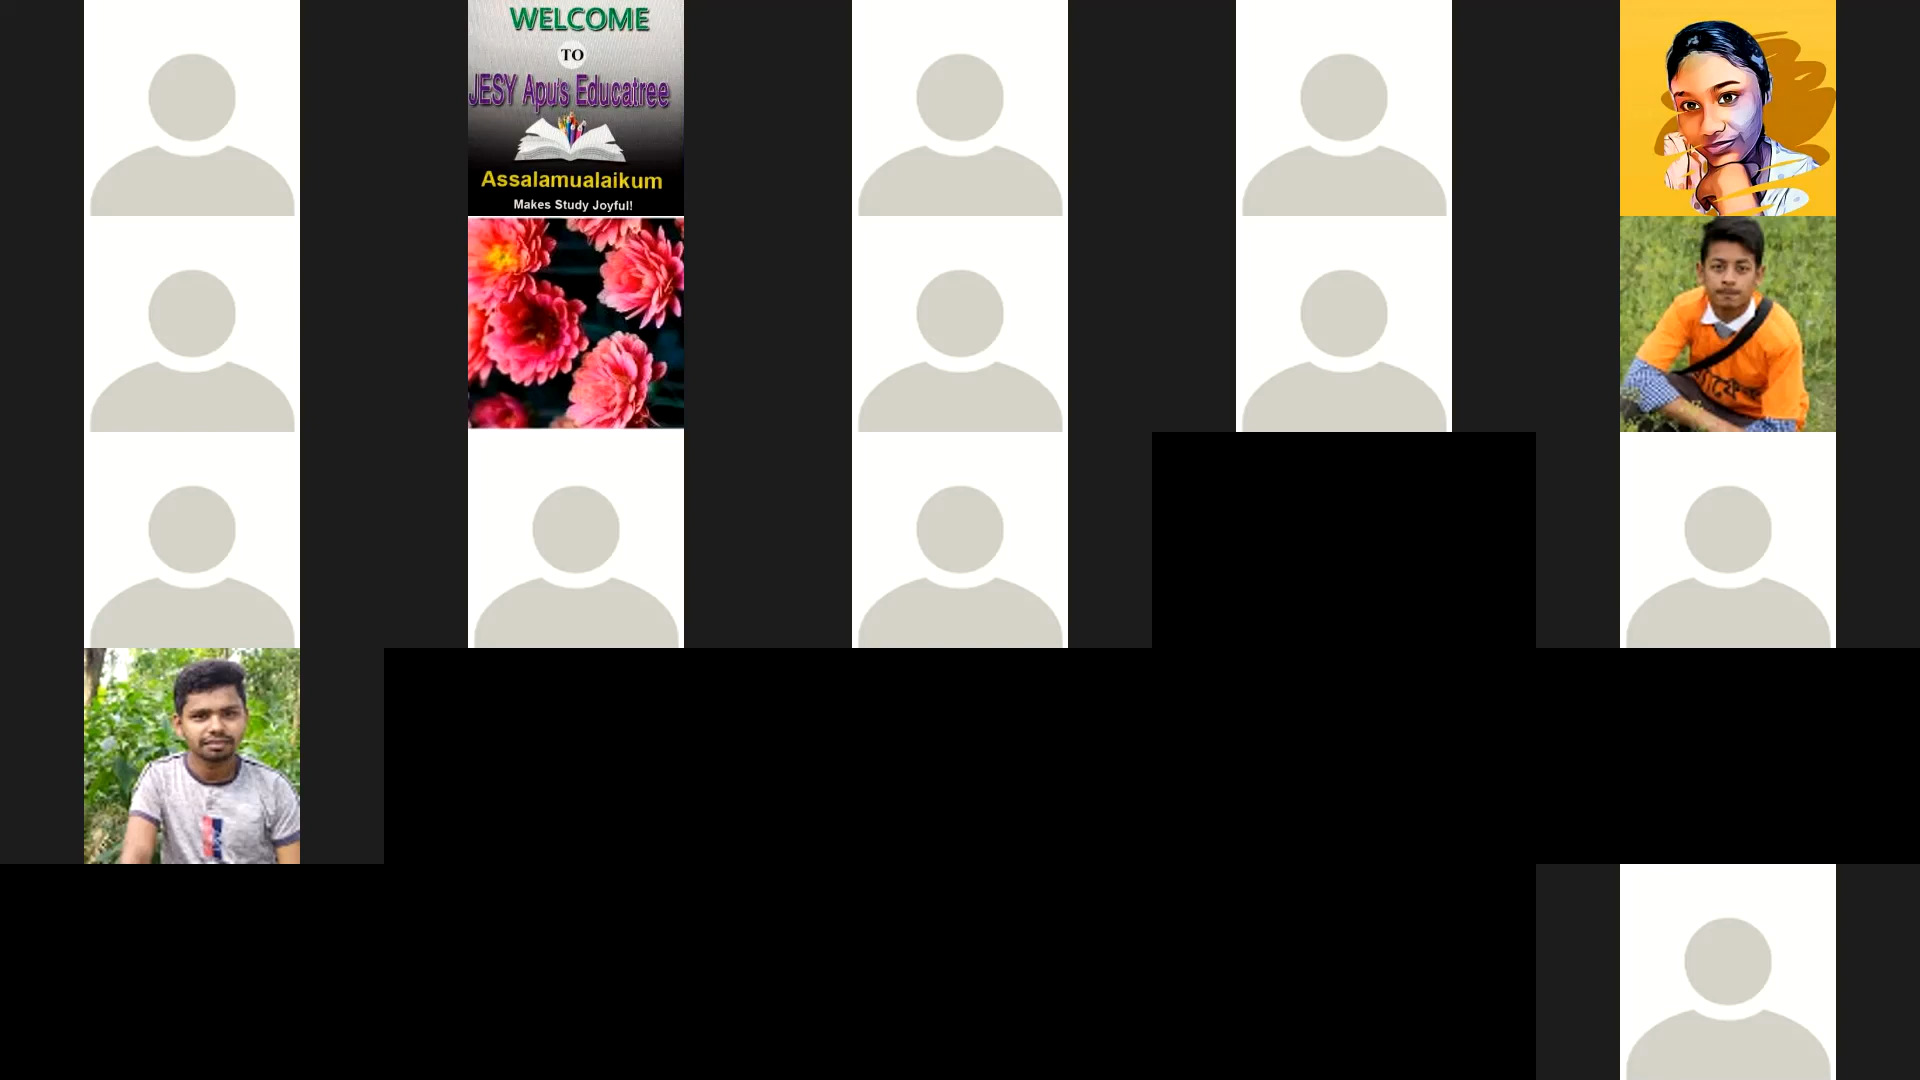 WELCOME
TO
JESY Apu's Educatree
Assalamualaikum
Makes Study Joyful!